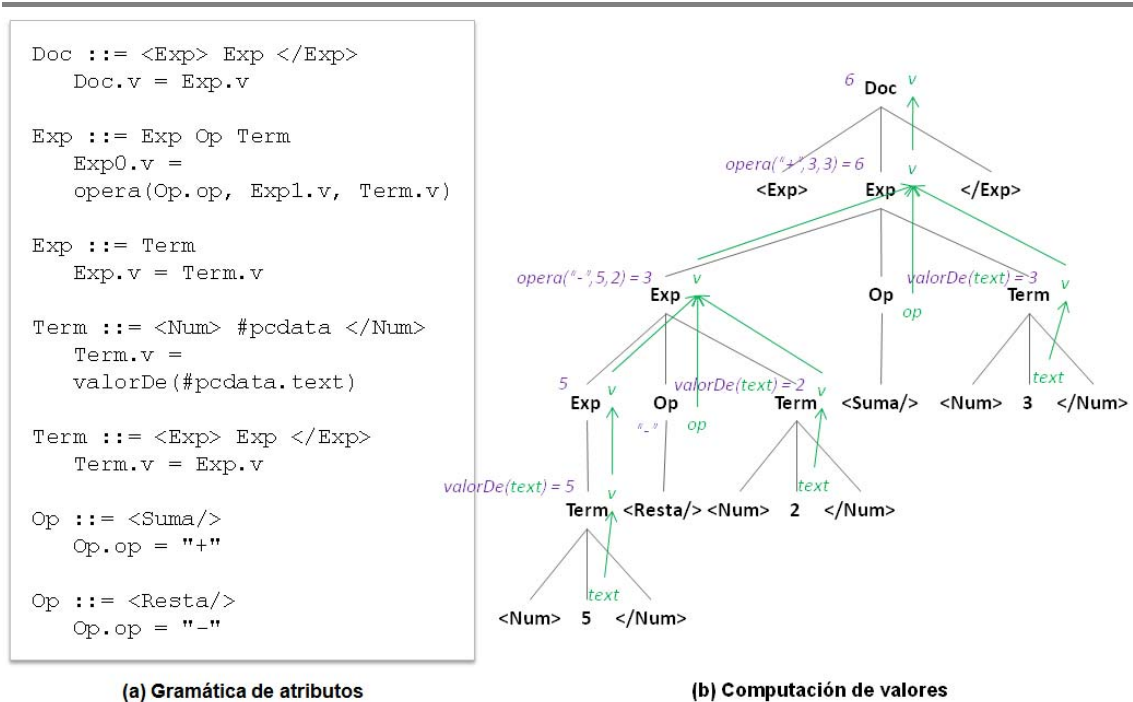 Doc ::= <Exp> Exp </Exp>
Doc.v = Exp.v
Exp ::= Exp Op Term
Exp0.v =
opera(Op.op, Exp1.v, Term.v)
Exp ::= Term
Exp.v = Term.v
Term ::= <Num> #pcdata </Num>
Term.v =
valorDe(#pcdata.text)
Term ::= <Exp> Exp </Exp>
Term.v = Exp.v
Op ::= <Suma/>
Op.op = "+"
Op ::= <Resta/>
Op.op = "-"
(a) Gramática de atributos
6 Doc v
opera("+",3,3) = 6 v
<Exp> Exp </Exp>
opera("-",5,2) = 3 v valorDe(text) = 3 v
Exp Op Term
op
5 v valorDe(text) = 2 v text
Exp Op Term <Suma/> <Num> 3 </Num>
"-" op
valorDe(text) = 5 v text
Term <Resta/> <Num> 2 </Num>
text
<Num> 5 </Num>
(b) Computación de valores